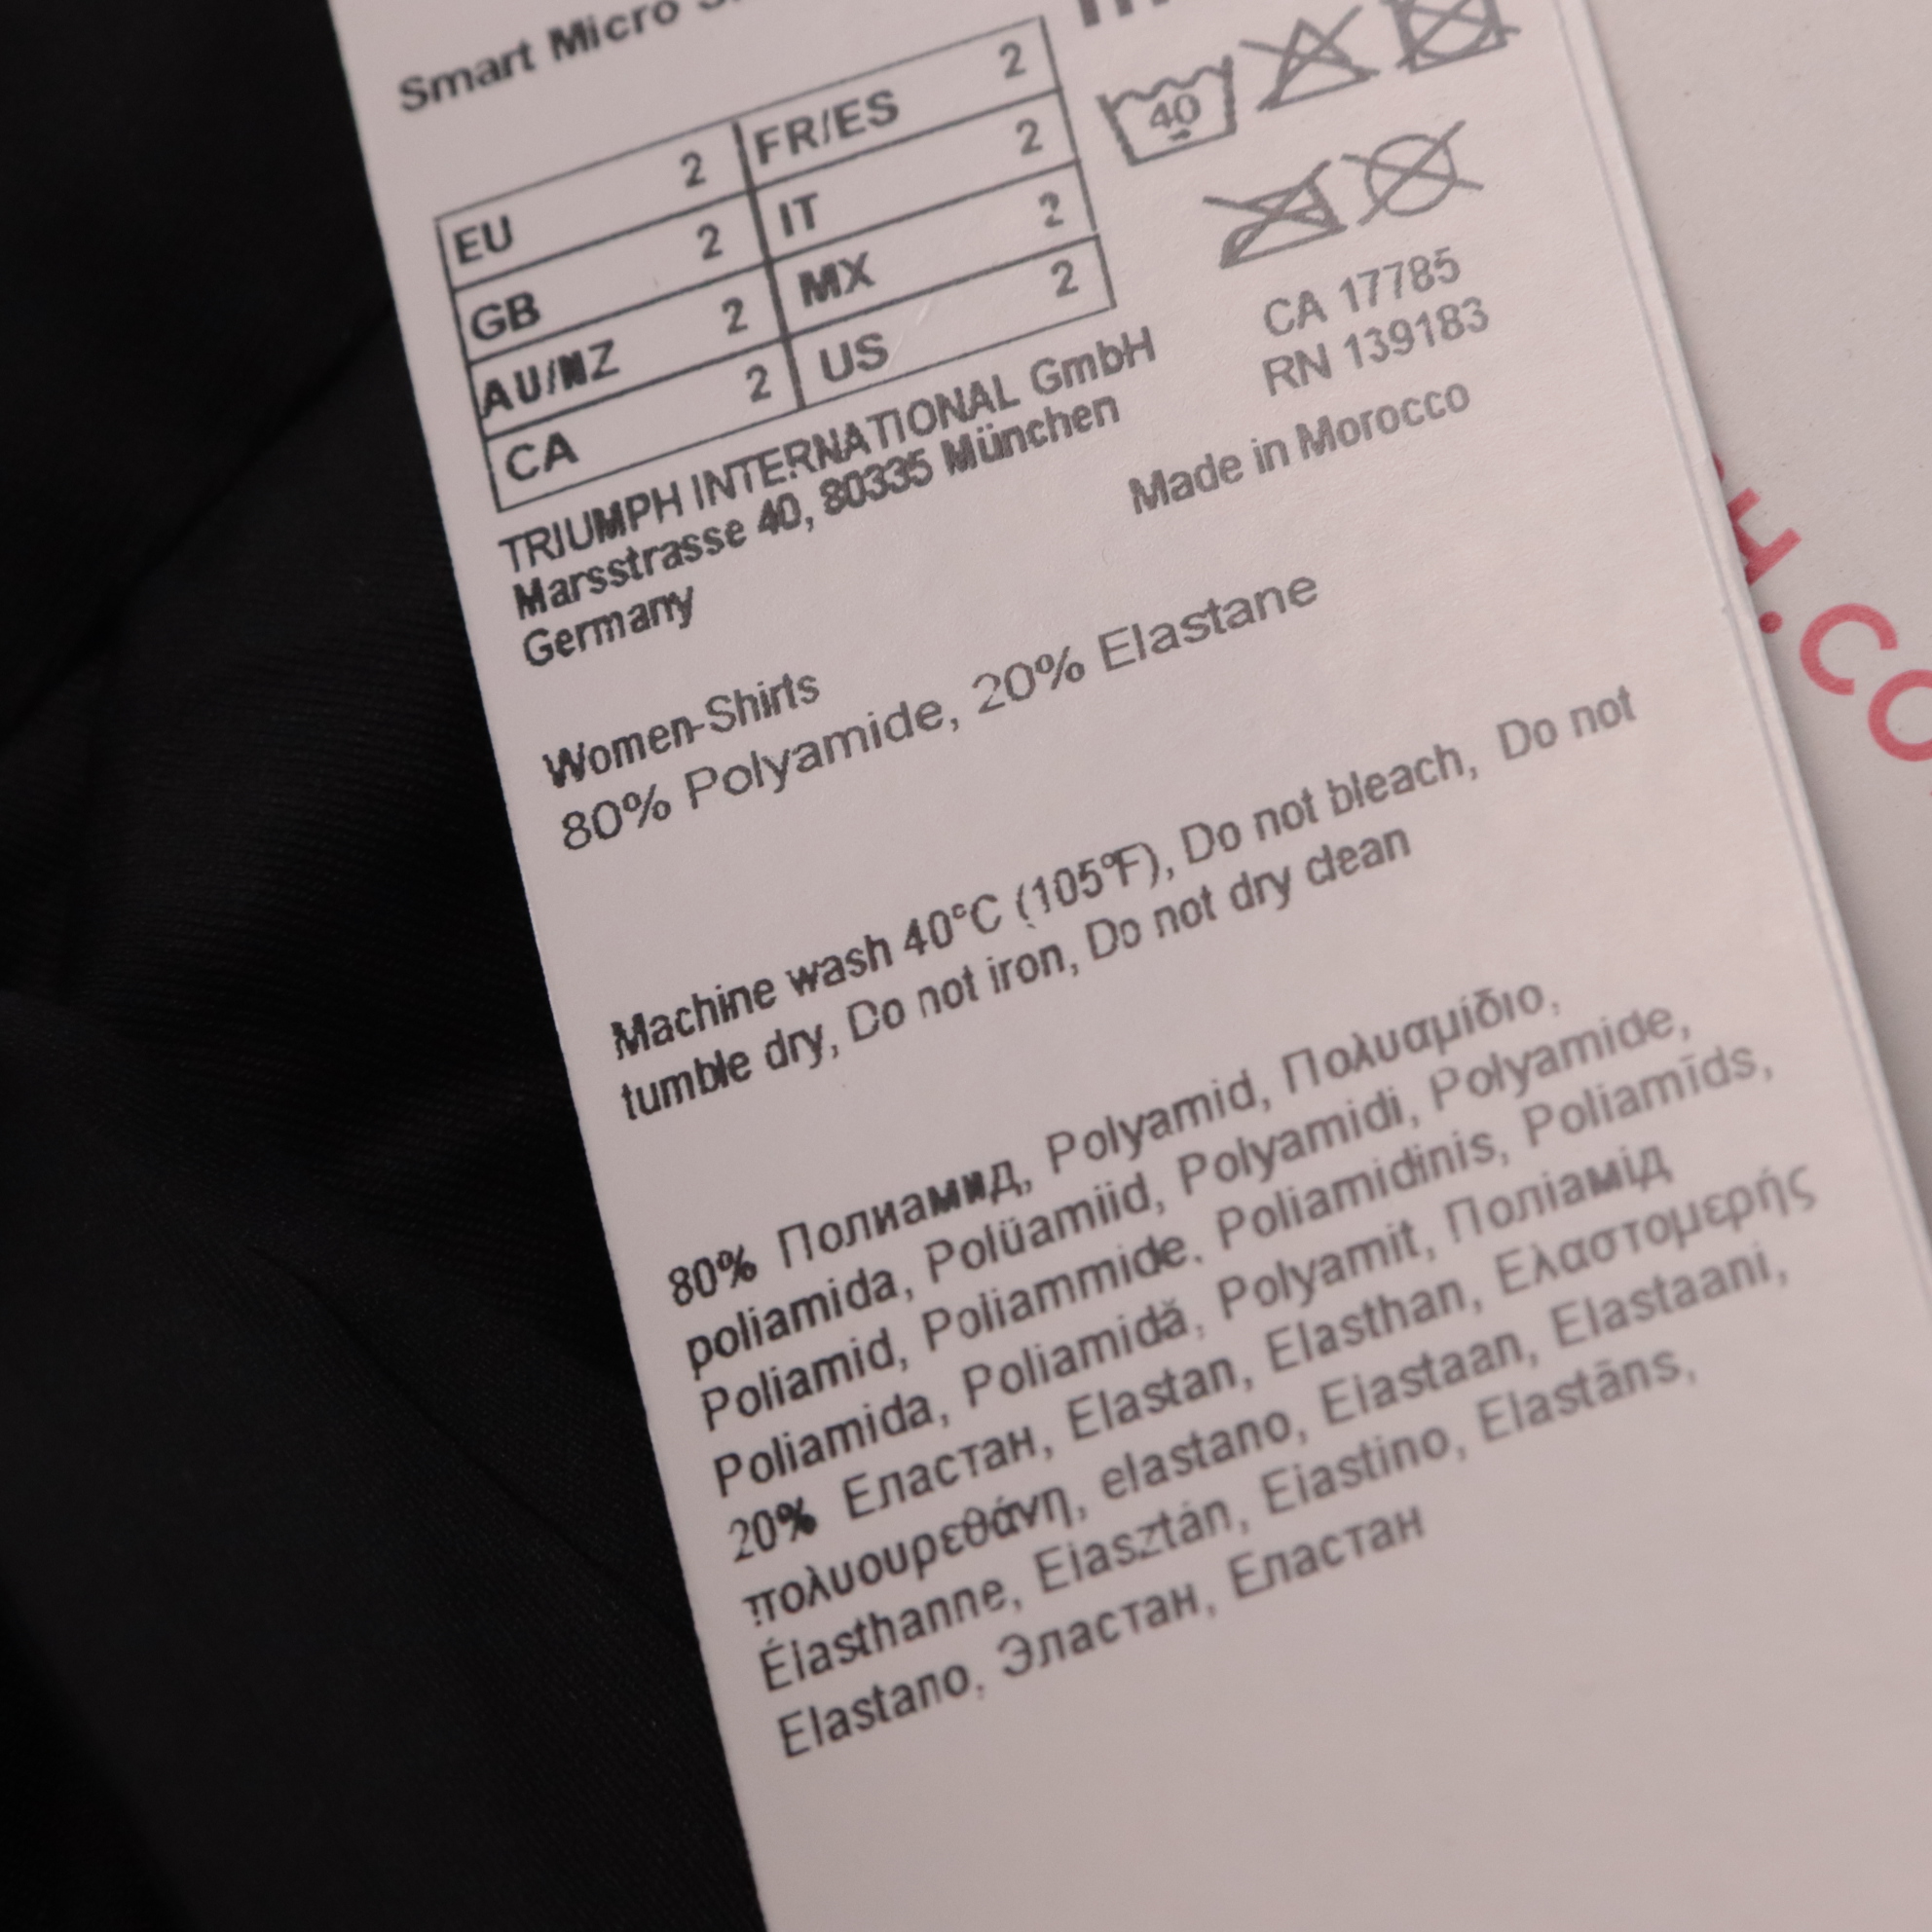 Smart Micro
EU 2 FR/ES 2
GB 2 IT 2
AU/NZ 2 MX 2
CA 2 US 2
40
CA 17785
RN 139183
Made in Morocco
TRIUMPH INTERNATIONAL GmbH
Marsstrasse 40, 80335 München
Germany
Women-Shirts
80% Polyamide, 20% Elastane
Machine wash 40°C (105°F), Do not bleach, Do not
tumble dry, Do not iron, Do not dry clean
80% Полиамид, Polyamid, Πολυαμίδιο,
poliamida, Polüamiid, Polyamidi, Polyamide,
Poliamid, Poliammide, Poliamidinis, Poliamīds,
Poliamida, Poliamidă, Polyamit, Поліамід
20% Еластан, Elastan, Elasthan, Ελαστομερής
πολυουρεθάνη, elastano, Elastaan, Elastaani,
Élasthanne, Elasztán, Elastino, Elastāns,
Elastano, Эластан, Еластан
H.CO